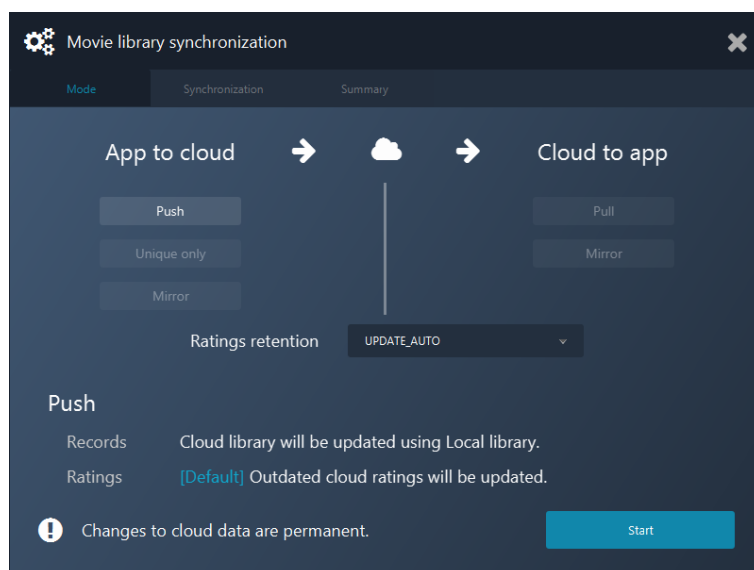 Movie library synchronization
Mode Synchronization Summary
App to cloud Cloud to app
Push Pull
Unique only Mirror
Mirror
Ratings retention UPDATE_AUTO
Push
Records Cloud library will be updated using Local library.
Ratings [Default] Outdated cloud ratings will be updated.
Changes to cloud data are permanent. Start